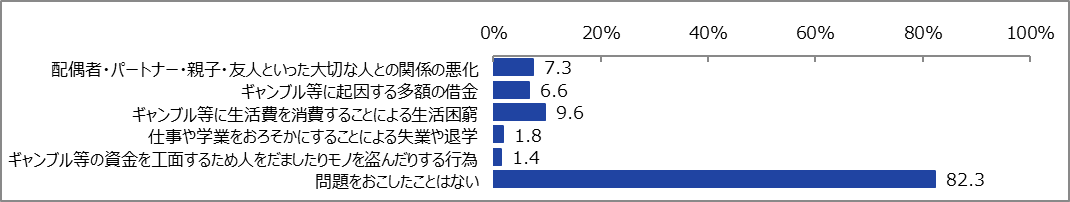 0% 20% 40% 60% 80% 100%
配偶者・パートナー・親子・友人といった大切な人との関係の悪化 7.3
ギャンブル等に起因する多額の借金 6.6
ギャンブル等に生活費を消費することによる生活困窮 9.6
仕事や学業をおろそかにすることによる失業や退学 1.8
ギャンブル等の資金を工面するため人をだましたりモノを盗んだりする行為 1.4
問題をおこしたことはない 82.3